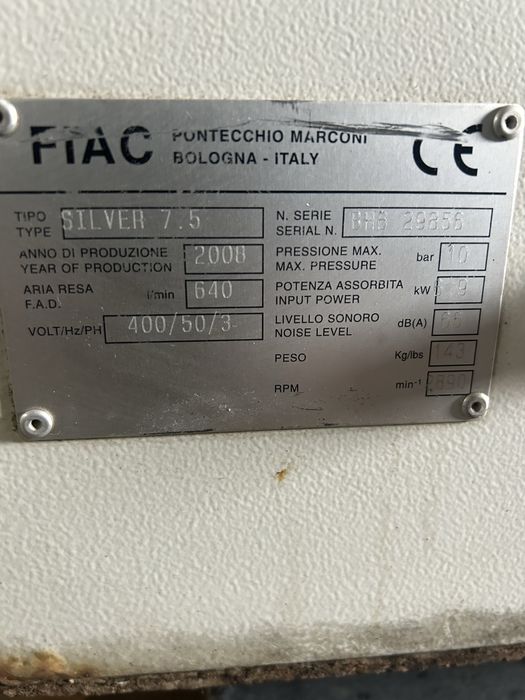 FIAC PONTECCHIO MARCONI
BOLOGNA - ITALY CE
TIPO
TYPE SILVER 7.5
ANNO DI PRODUZIONE
YEAR OF PRODUCTION 2008
ARIA RESA
F.A.D. l/min 640
VOLT/Hz/PH 400/50/3
N. SERIE
SERIAL N. 29856
PRESSIONE MAX.
MAX. PRESSURE bar 10
POTENZA ASSORBITA
INPUT POWER kW
LIVELLO SONORO
NOISE LEVEL dB(A)
PESO Kg/lbs 143
RPM min-1